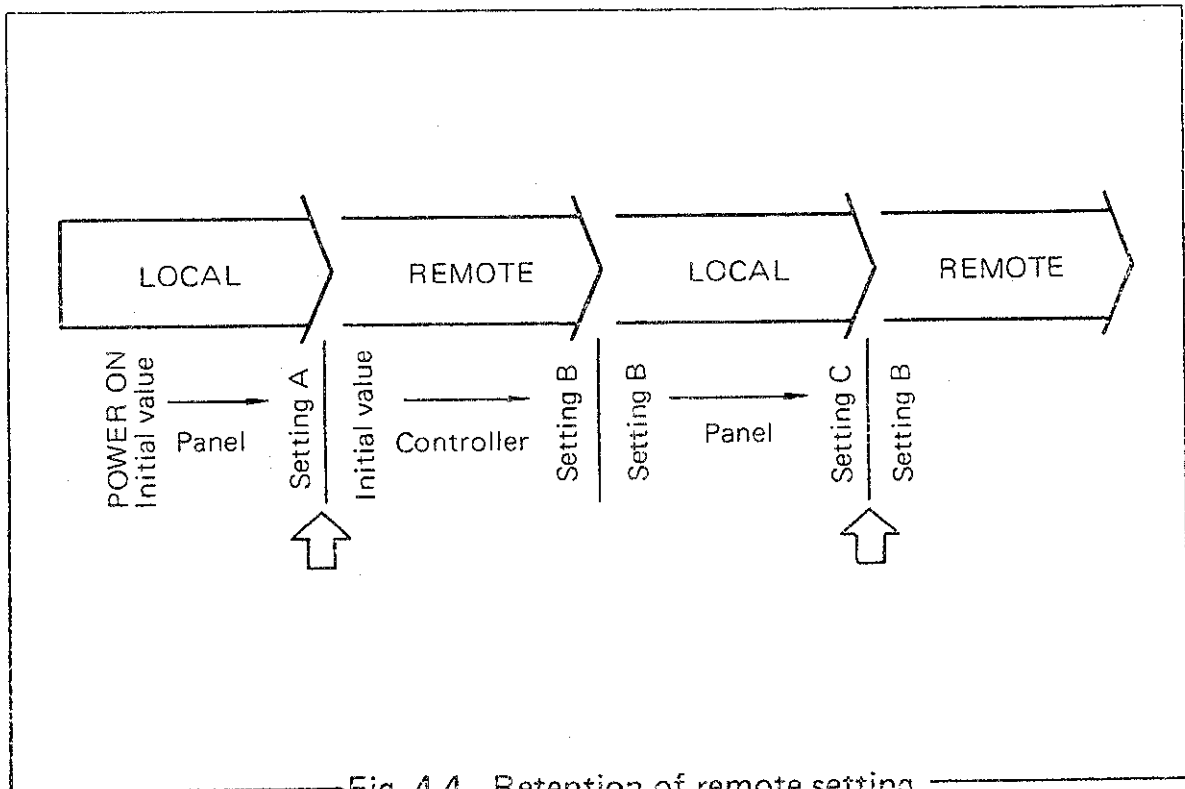 LOCAL
REMOTE
LOCAL
REMOTE
POWER ON
Initial value
Panel
Setting A
Initial value
Controller
Setting B
Setting B
Panel
Setting C
Setting B
Fig. 4.4 Retention of remote setting